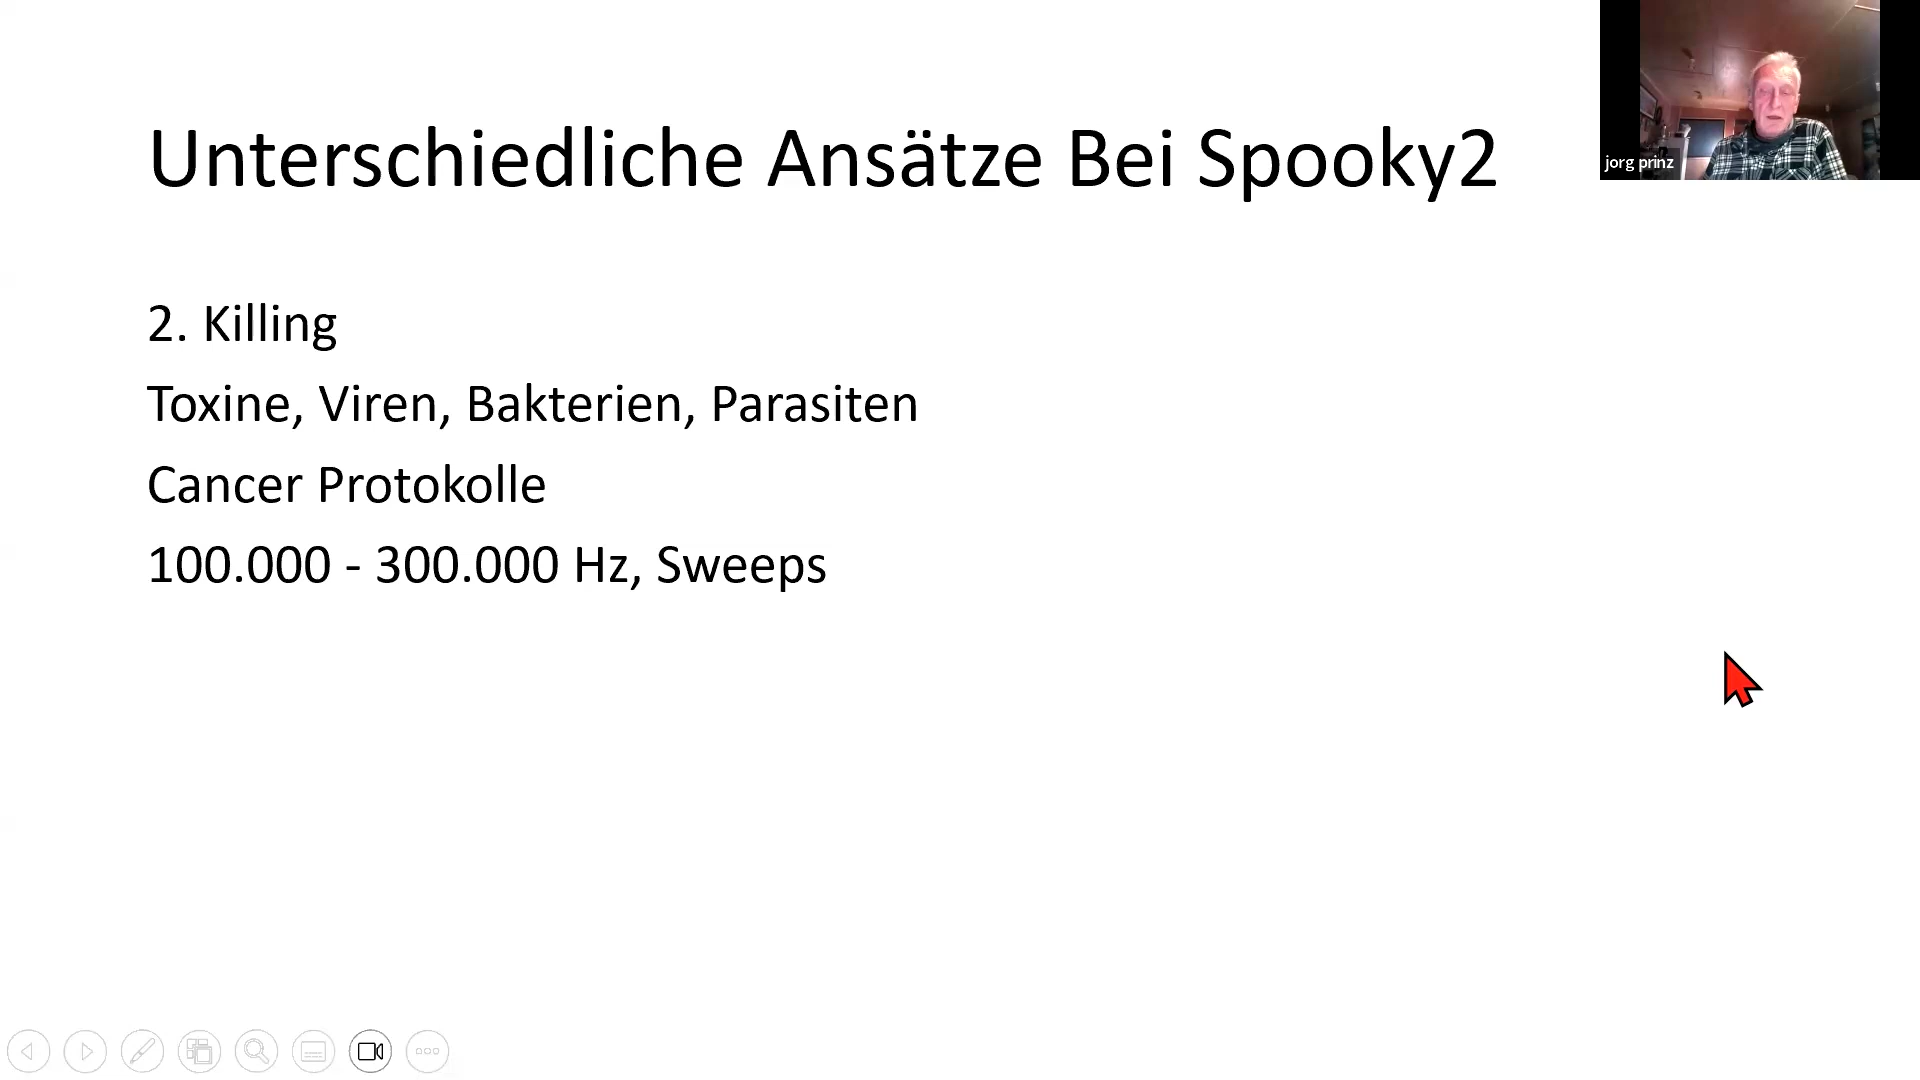 Unterschiedliche Ansätze Bei Spooky2
jorg prinz
2. Killing
Toxine, Viren, Bakterien, Parasiten
Cancer Protokolle
100.000 - 300.000 Hz, Sweeps